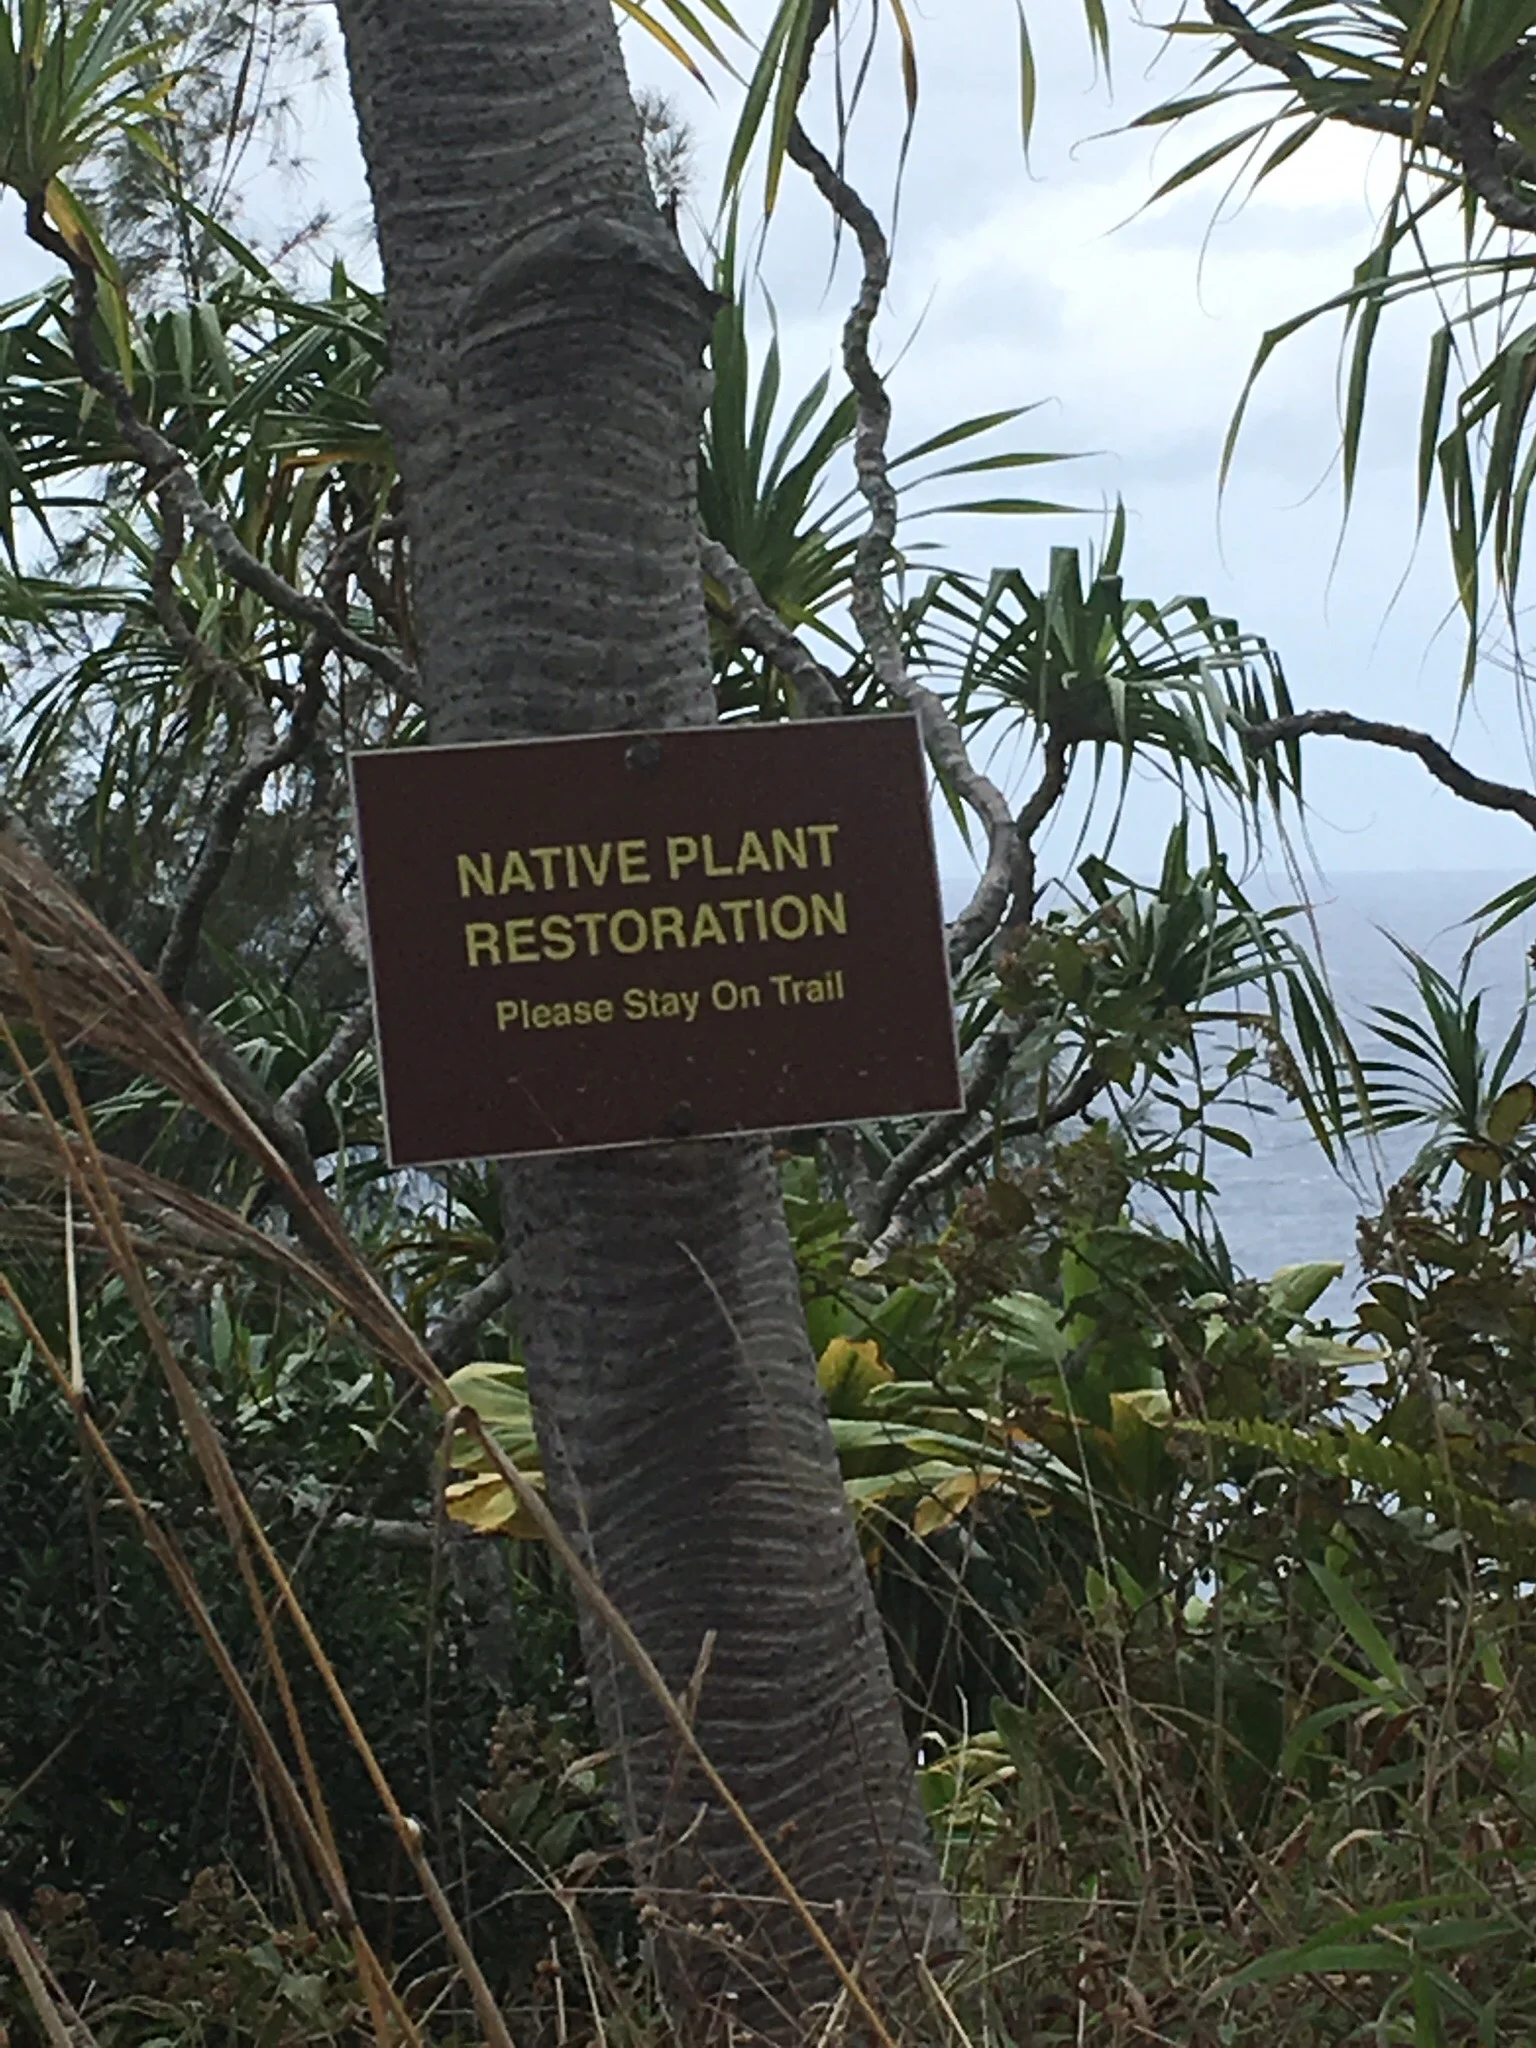 NATIVE PLANT
RESTORATION
Please Stay On Trail